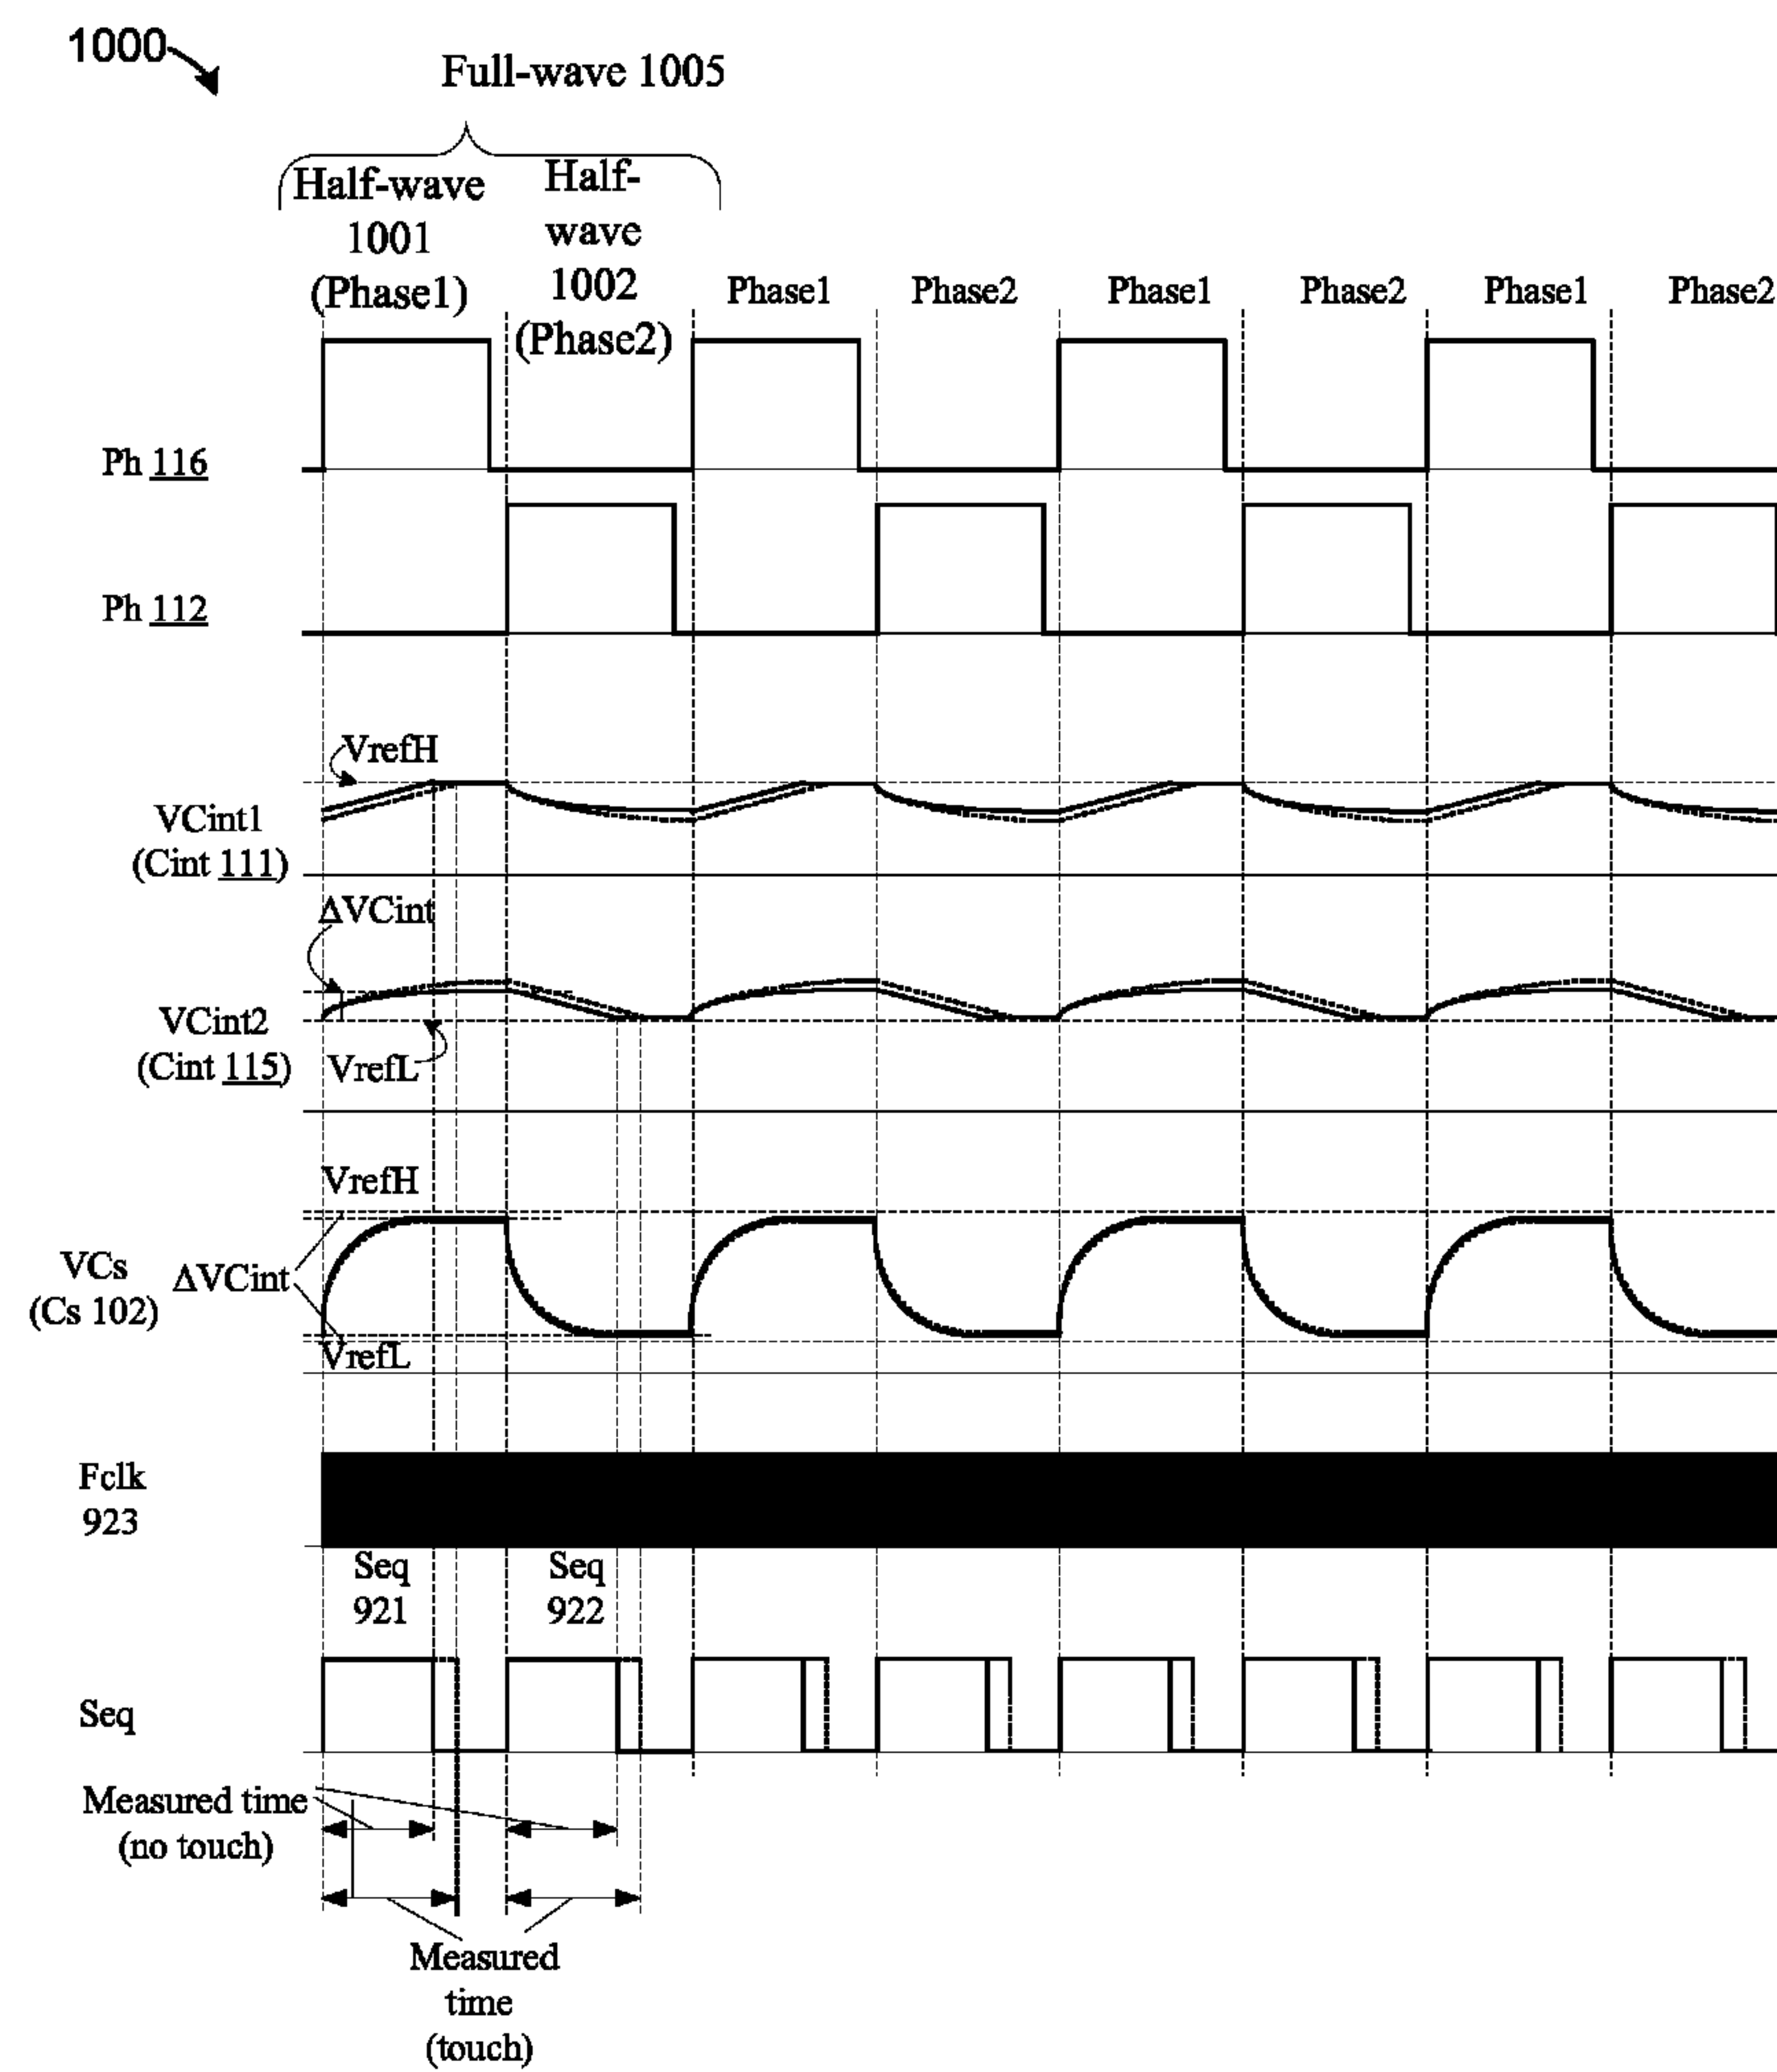 1000
Full-wave 1005
Half-wave
1001
(Phase1)
Half-
wave
1002
(Phase2)
Phase1
Phase2
Phase1
Phase2
Phase1
Phase2
Ph 116
Ph 112
VrefH
VCint1
(Cint 111)
ΔVCint
VCint2
(Cint 115)
VrefL
VrefH
VCs
(Cs 102)
ΔVCint
VrefL
Fclk
923
Seq
921
Seq
922
Seq
Measured time
(no touch)
Measured
time
(touch)